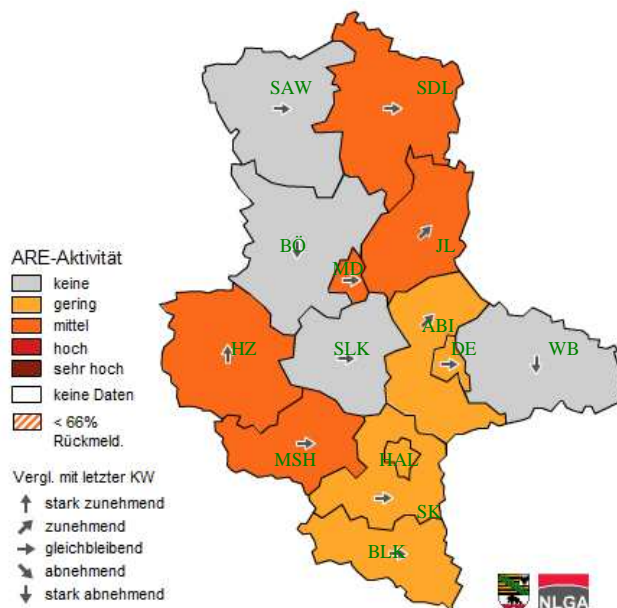 SAW
SDL
BÖ
MD
JL
ARE-Aktivität
keine
gering
mittel
hoch
sehr hoch
keine Daten
< 66%
Rückmeld.
HZ
SLK
ABI
DE
WB
MSH
HAL
SK
BLK
Vergl. mit letzter KW
stark zunehmend
zunehmend
gleichbleibend
abnehmend
stark abnehmend
NLGA